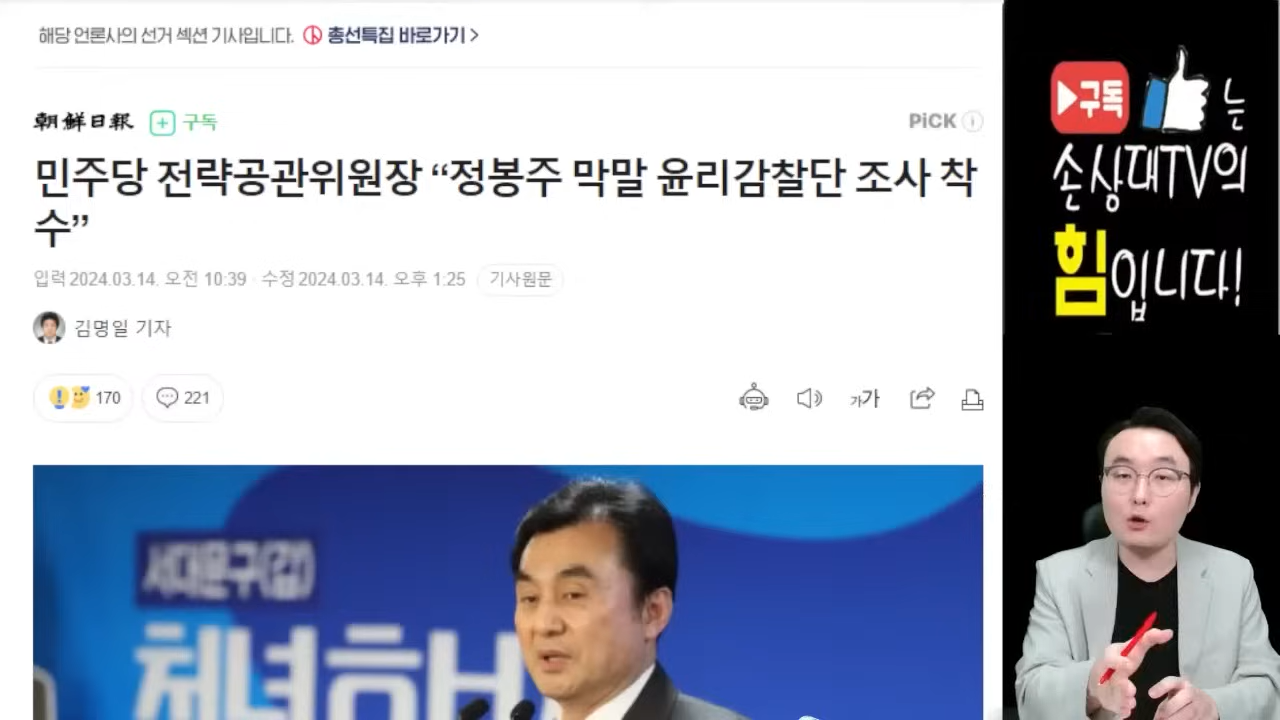 해당 언론사의 선거 섹션 기사입니다. 총선특집 바로가기 >
朝鮮日報 + 구독
PiCK i
민주당 전략공관위원장 “정봉주 막말 윤리감찰단 조사 착
수”
입력 2024.03.14. 오전 10:39 · 수정 2024.03.14. 오후 1:25 기사원문
김명일 기자
170 221
가가
서대문구(갑)
구독 는
손상대TV의
힘입니다!